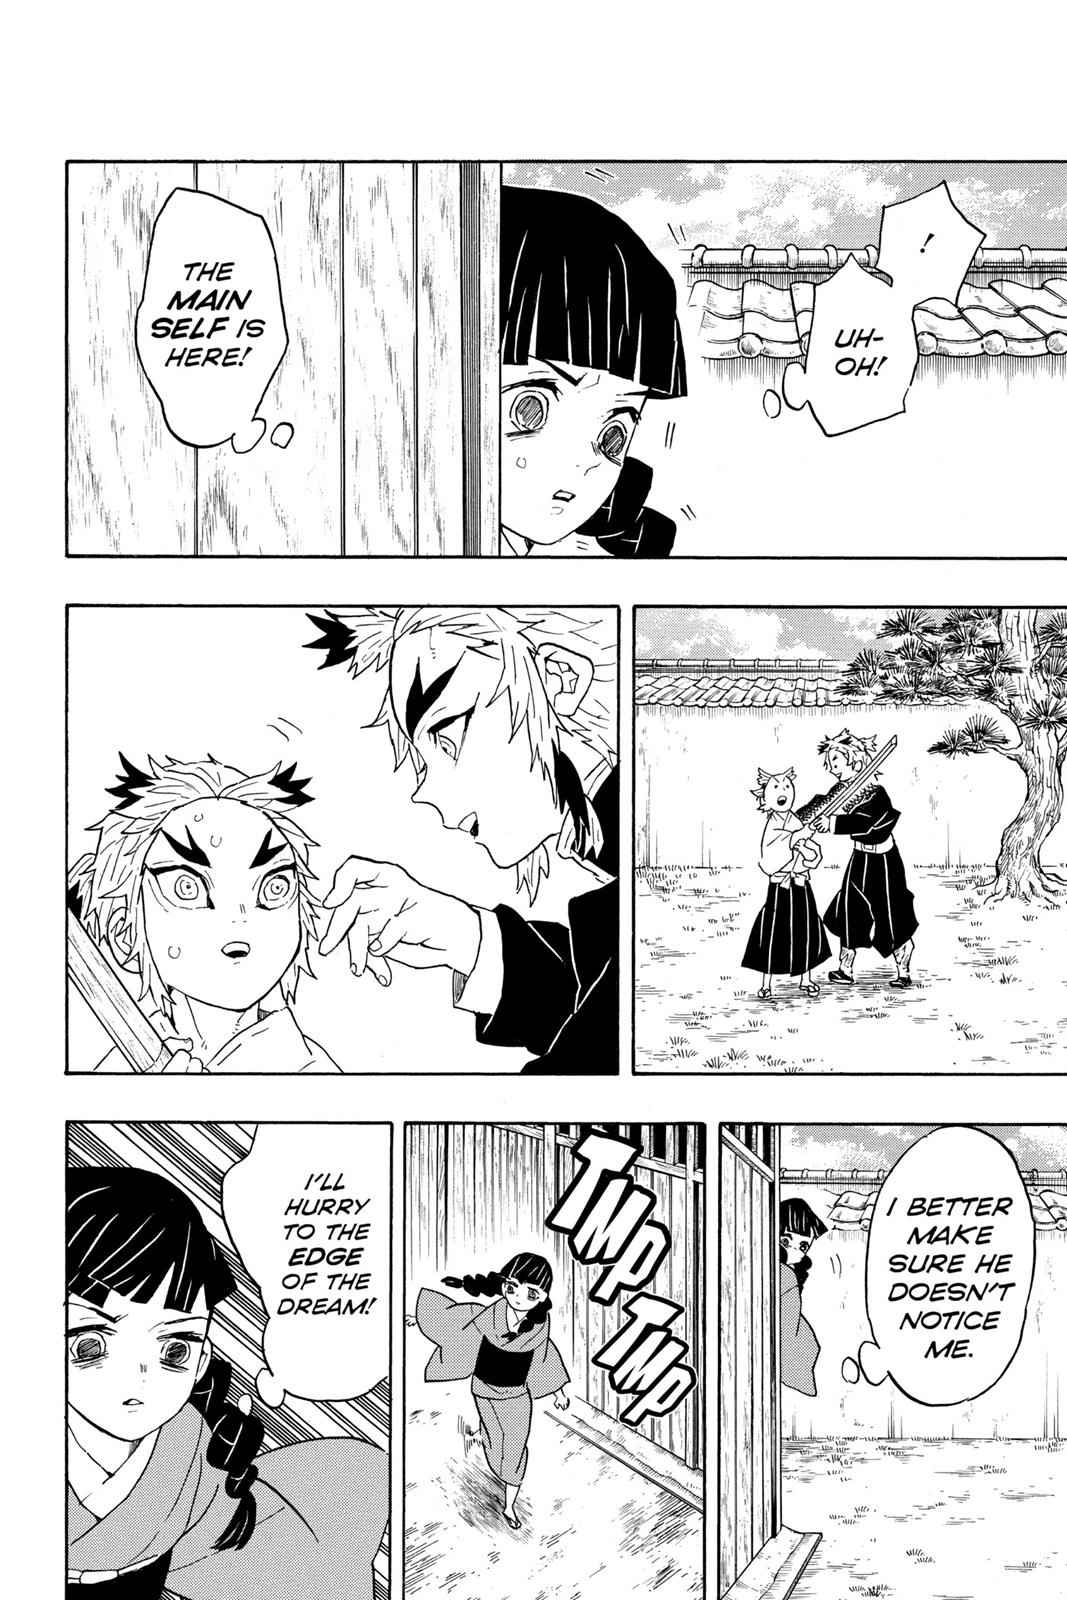 !
UH-
OH!
THE
MAIN
SELF IS
HERE!
I BETTER
MAKE
SURE HE
DOESN'T
NOTICE
ME.
TMP
TMP
I'LL
HURRY
TO THE
EDGE
OF THE
DREAM!